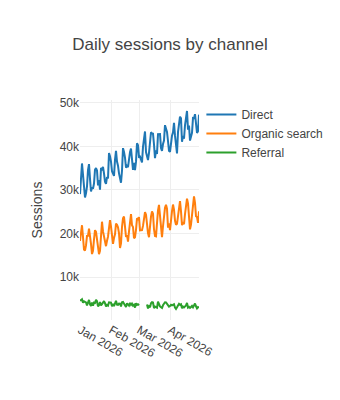 Daily sessions by channel
50k
40k
30k
20k
10k
Sessions
Jan 2026
Feb 2026
Mar 2026
Apr 2026
Direct
Organic search
Referral